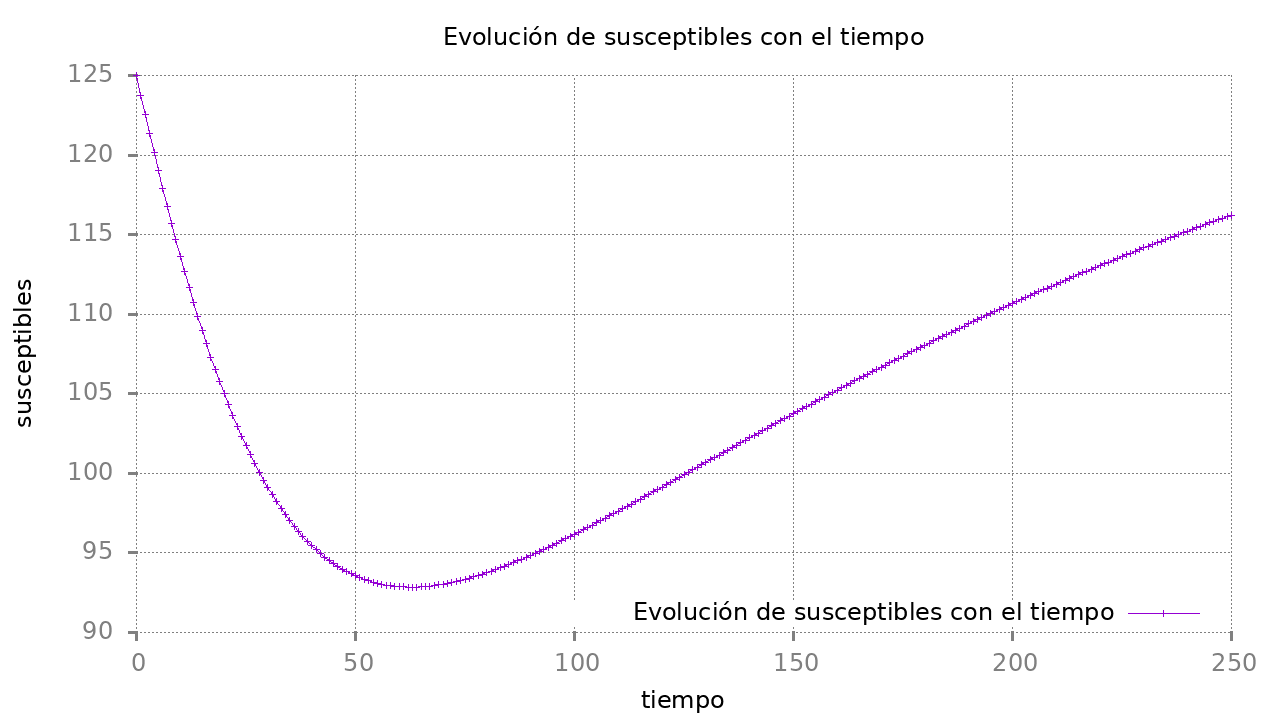 Evolución de susceptibles con el tiempo
125
120
115
110
105
100
95
90
susceptibles
Evolución de susceptibles con el tiempo
0 50 100 150 200 250
tiempo